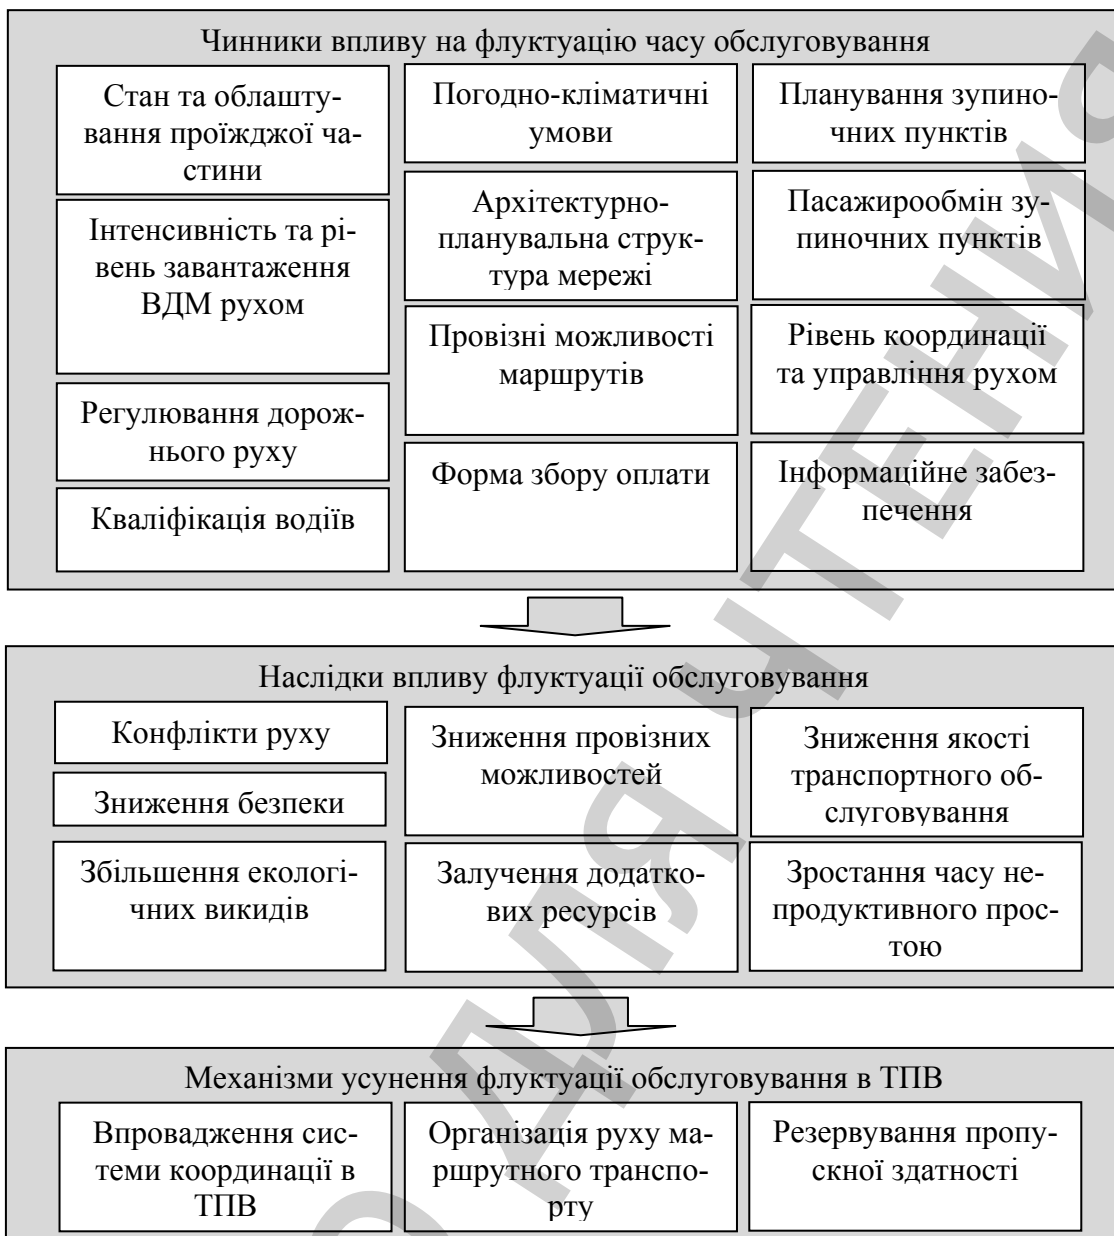 Чинники впливу на флуктуацію часу обслуговування
Стан та облашту-
вання проїжджої ча-
стини
Інтенсивність та рі-
вень завантаження
ВДМ рухом
Регулювання дорож-
нього руху
Кваліфікація водіїв
Погодно-кліматичні
умови
Архітектурно-
планувальна струк-
тура мережі
Провізні можливості
маршрутів
Форма збору оплати
Планування зупино-
чних пунктів
Пасажирообмін зу-
пиночних пунктів
Рівень координації
та управління рухом
Інформаційне забез-
печення
Наслідки впливу флуктуації обслуговування
Конфлікти руху
Зниження безпеки
Збільшення екологі-
чних викидів
Зниження провізних
можливостей
Залучення додатко-
вих ресурсів
Зниження якості
транспортного об-
слуговування
Зростання часу не-
продуктивного прос-
тою
Механізми усунення флуктуації обслуговування в ТПВ
Впровадження сис-
теми координації в
ТПВ
Організація руху ма-
ршрутного транспо-
рту
Резервування пропу-
скної здатності
О ДЛЯ ЧТЕНИЯ